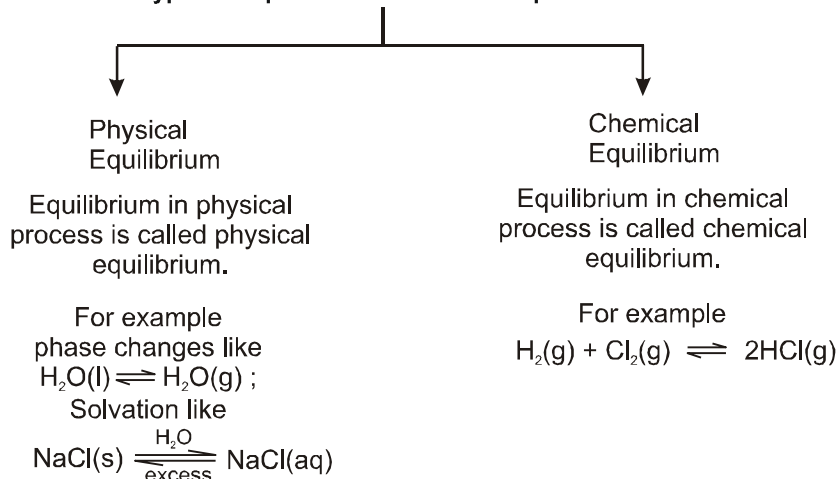 Physical
Equilibrium
Equilibrium in physical
process is called physical
equilibrium.
For example
phase changes like
H₂O(l) ⇌ H₂O(g) ;
Solvation like
NaCl(s) ⇌ NaCl(aq)
H₂O
excess
Chemical
Equilibrium
Equilibrium in chemical
process is called chemical
equilibrium.
For example
H₂(g) + Cl₂(g) ⇌ 2HCl(g)